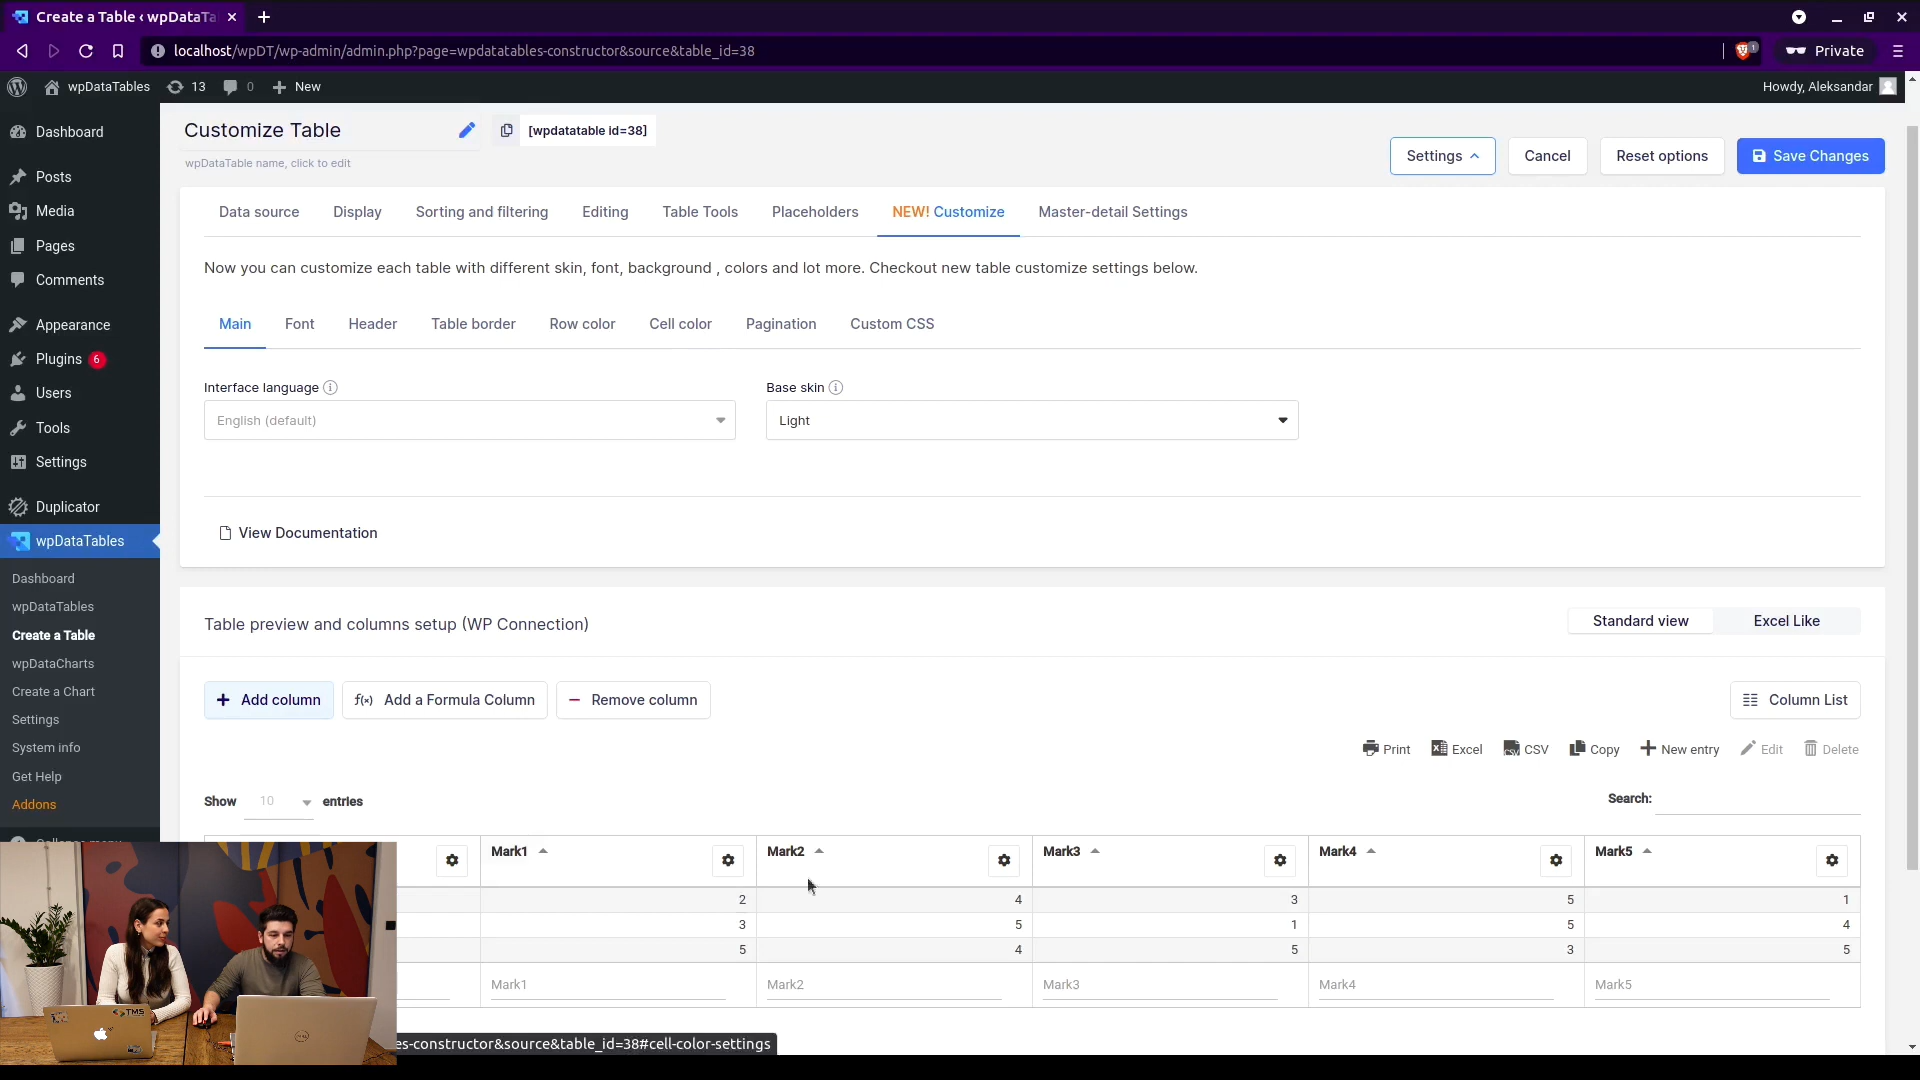 Create a Table ‹ wpDataTa
localhost/wpDT/wp-admin/admin.php?page=wpdatatables-constructor&source&table_id=38
1
Private
wpDataTables
13
0
New
Howdy, Aleksandar
Dashboard
Posts
Media
Pages
Comments
Appearance
Plugins 6
Users
Tools
Settings
Duplicator
wpDataTables
Dashboard
wpDataTables
Create a Table
wpDataCharts
Create a Chart
Settings
System info
Get Help
Addons
Customize Table
[wpdatatable id=38]
wpDataTable name, click to edit
Settings
Cancel
Reset options
Save Changes
Data source
Display
Sorting and filtering
Editing
Table Tools
Placeholders
NEW! Customize
Master-detail Settings
Now you can customize each table with different skin, font, background , colors and lot more. Checkout new table customize settings below.
Main
Font
Header
Table border
Row color
Cell color
Pagination
Custom CSS
Interface language
Base skin
English (default)
Light
View Documentation
Table preview and columns setup (WP Connection)
Standard view
Excel Like
Add column
f(x) Add a Formula Column
Remove column
Column List
Print
Excel
CSV
Copy
New entry
Edit
Delete
Show 10 entries
Search:
Mark1 Mark2 Mark3 Mark4 Mark5
2 4 3 5 1
3 5 1 5 4
5 4 5 3 5
Mark1 Mark2 Mark3 Mark4 Mark5
es-constructor&source&table_id=38#cell-color-settings
TMS